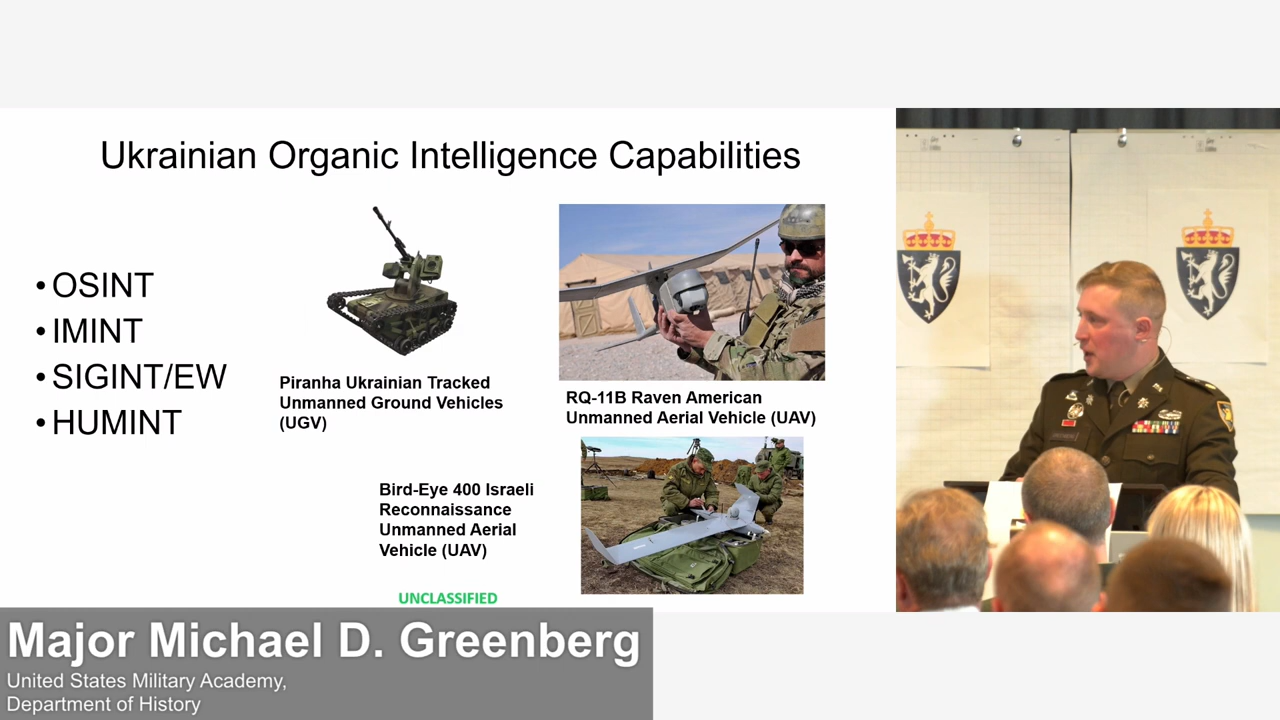 Ukrainian Organic Intelligence Capabilities
• OSINT
• IMINT
• SIGINT/EW
• HUMINT
Piranha Ukrainian Tracked
Unmanned Ground Vehicles
(UGV)
RQ-11B Raven American
Unmanned Aerial Vehicle (UAV)
Bird-Eye 400 Israeli
Reconnaissance
Unmanned Aerial
Vehicle (UAV)
UNCLASSIFIED
Major Michael D. Greenberg
United States Military Academy,
Department of History